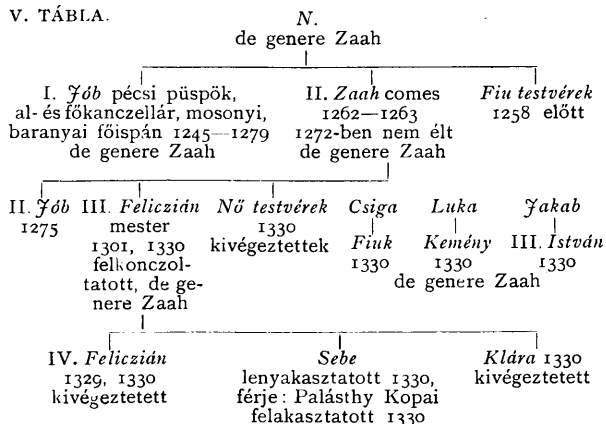 V. TÁBLA.
N.
de genere Zaah
I. Jób pécsi püspök,
al- és főkanczellár, mosonyi,
baranyai főispán 1245—1279
de genere Zaah
II. Zaah comes
1262—1263
1272-ben nem élt
de genere Zaah
Fiu testvérek
1258 előtt
II. Jób
1275
III. Feliczián
mester
1301, 1330
felkonczol-
tatott, de ge-
nere Zaah
Nő testvérek
1330
kivégeztettek
Csiga
Fiuk
1330
Luka
Kemény
1330
Jakab
III. István
1330
de genere Zaah
IV. Feliczián
1329, 1330
kivégeztetett
Sebe
lenyakasztatott 1330,
férje: Palásthy Kopai
felakasztatott 1330
Klára 1330
kivégeztetett